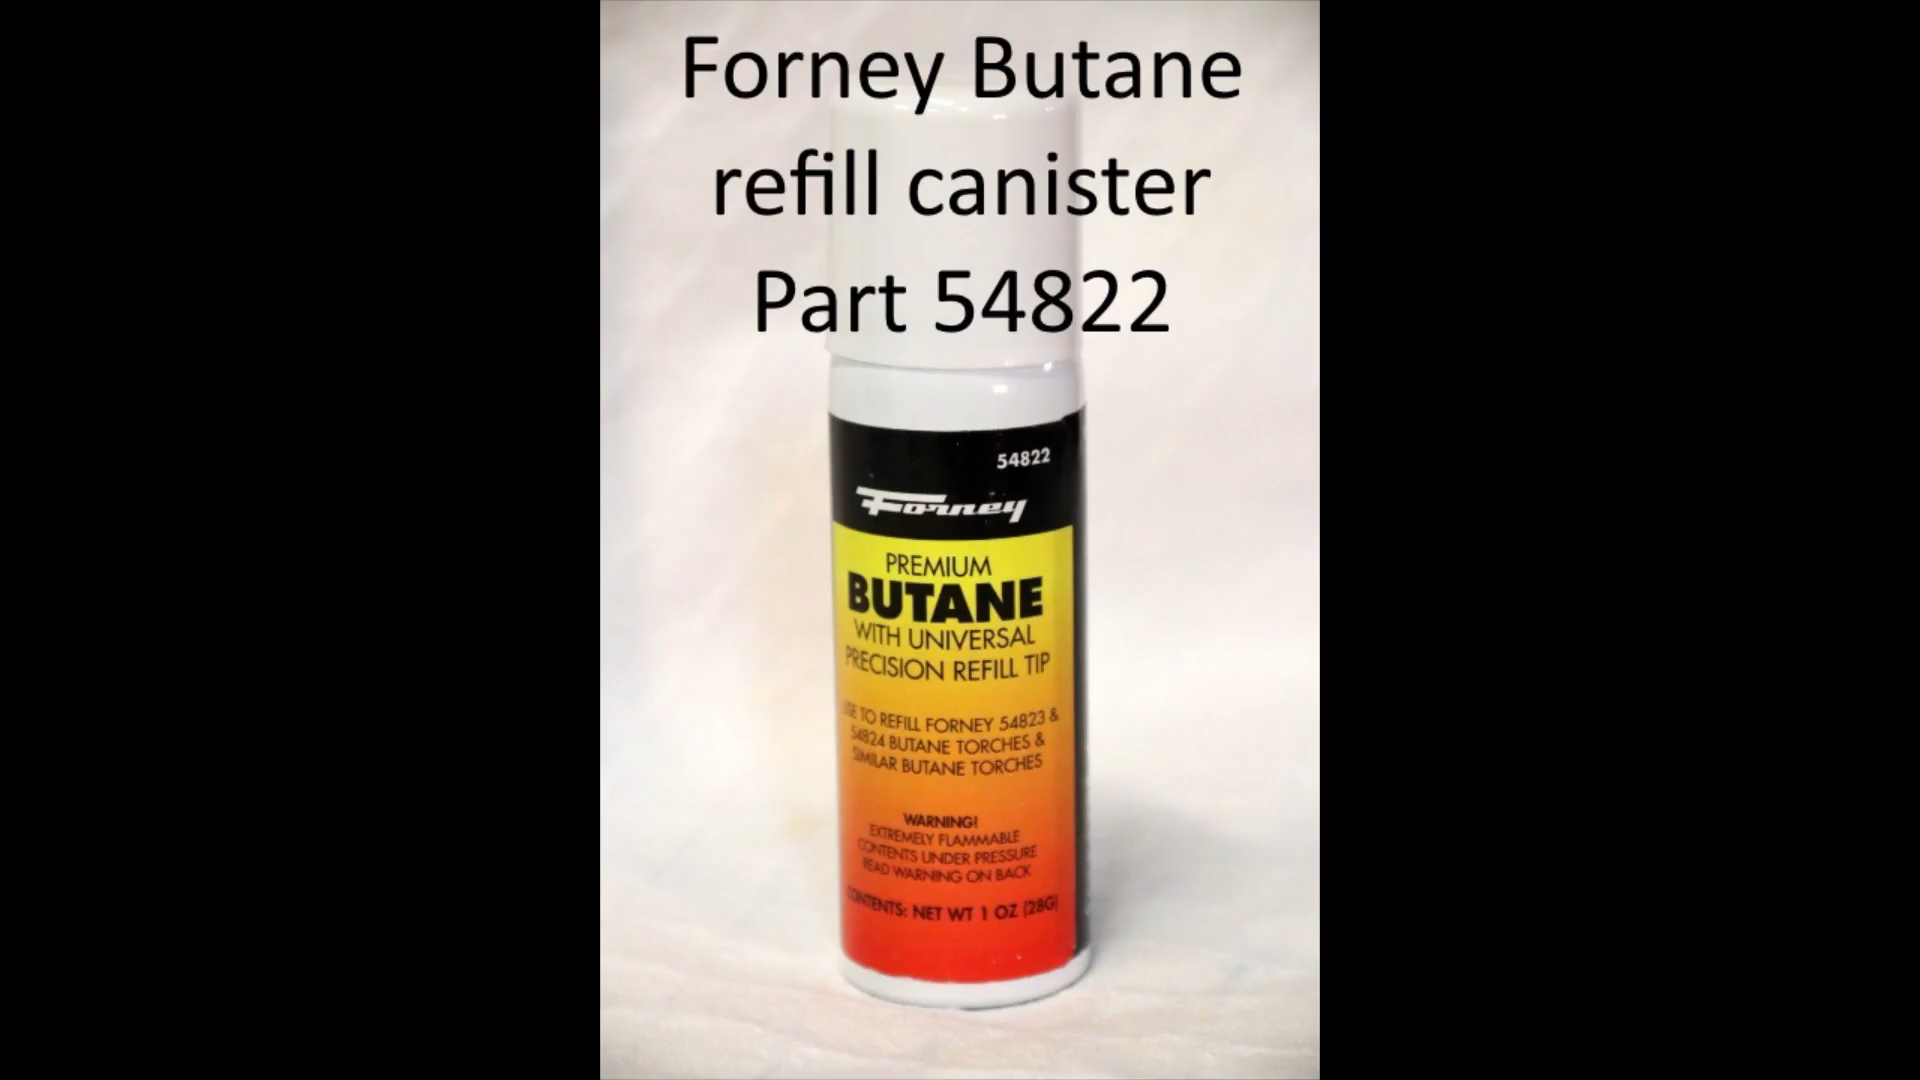 Forney Butane
refill canister
Part 54822
54822
Forney
PREMIUM
BUTANE
WITH UNIVERSAL
PRECISION REFILL TIP
USE TO REFILL FORNEY 54823 &
54824 BUTANE TORCHES &
SIMILAR BUTANE TORCHES
WARNING!
EXTREMELY FLAMMABLE
CONTENTS UNDER PRESSURE
READ WARNING ON BACK
CONTENTS: NET WT 1 OZ (28G)